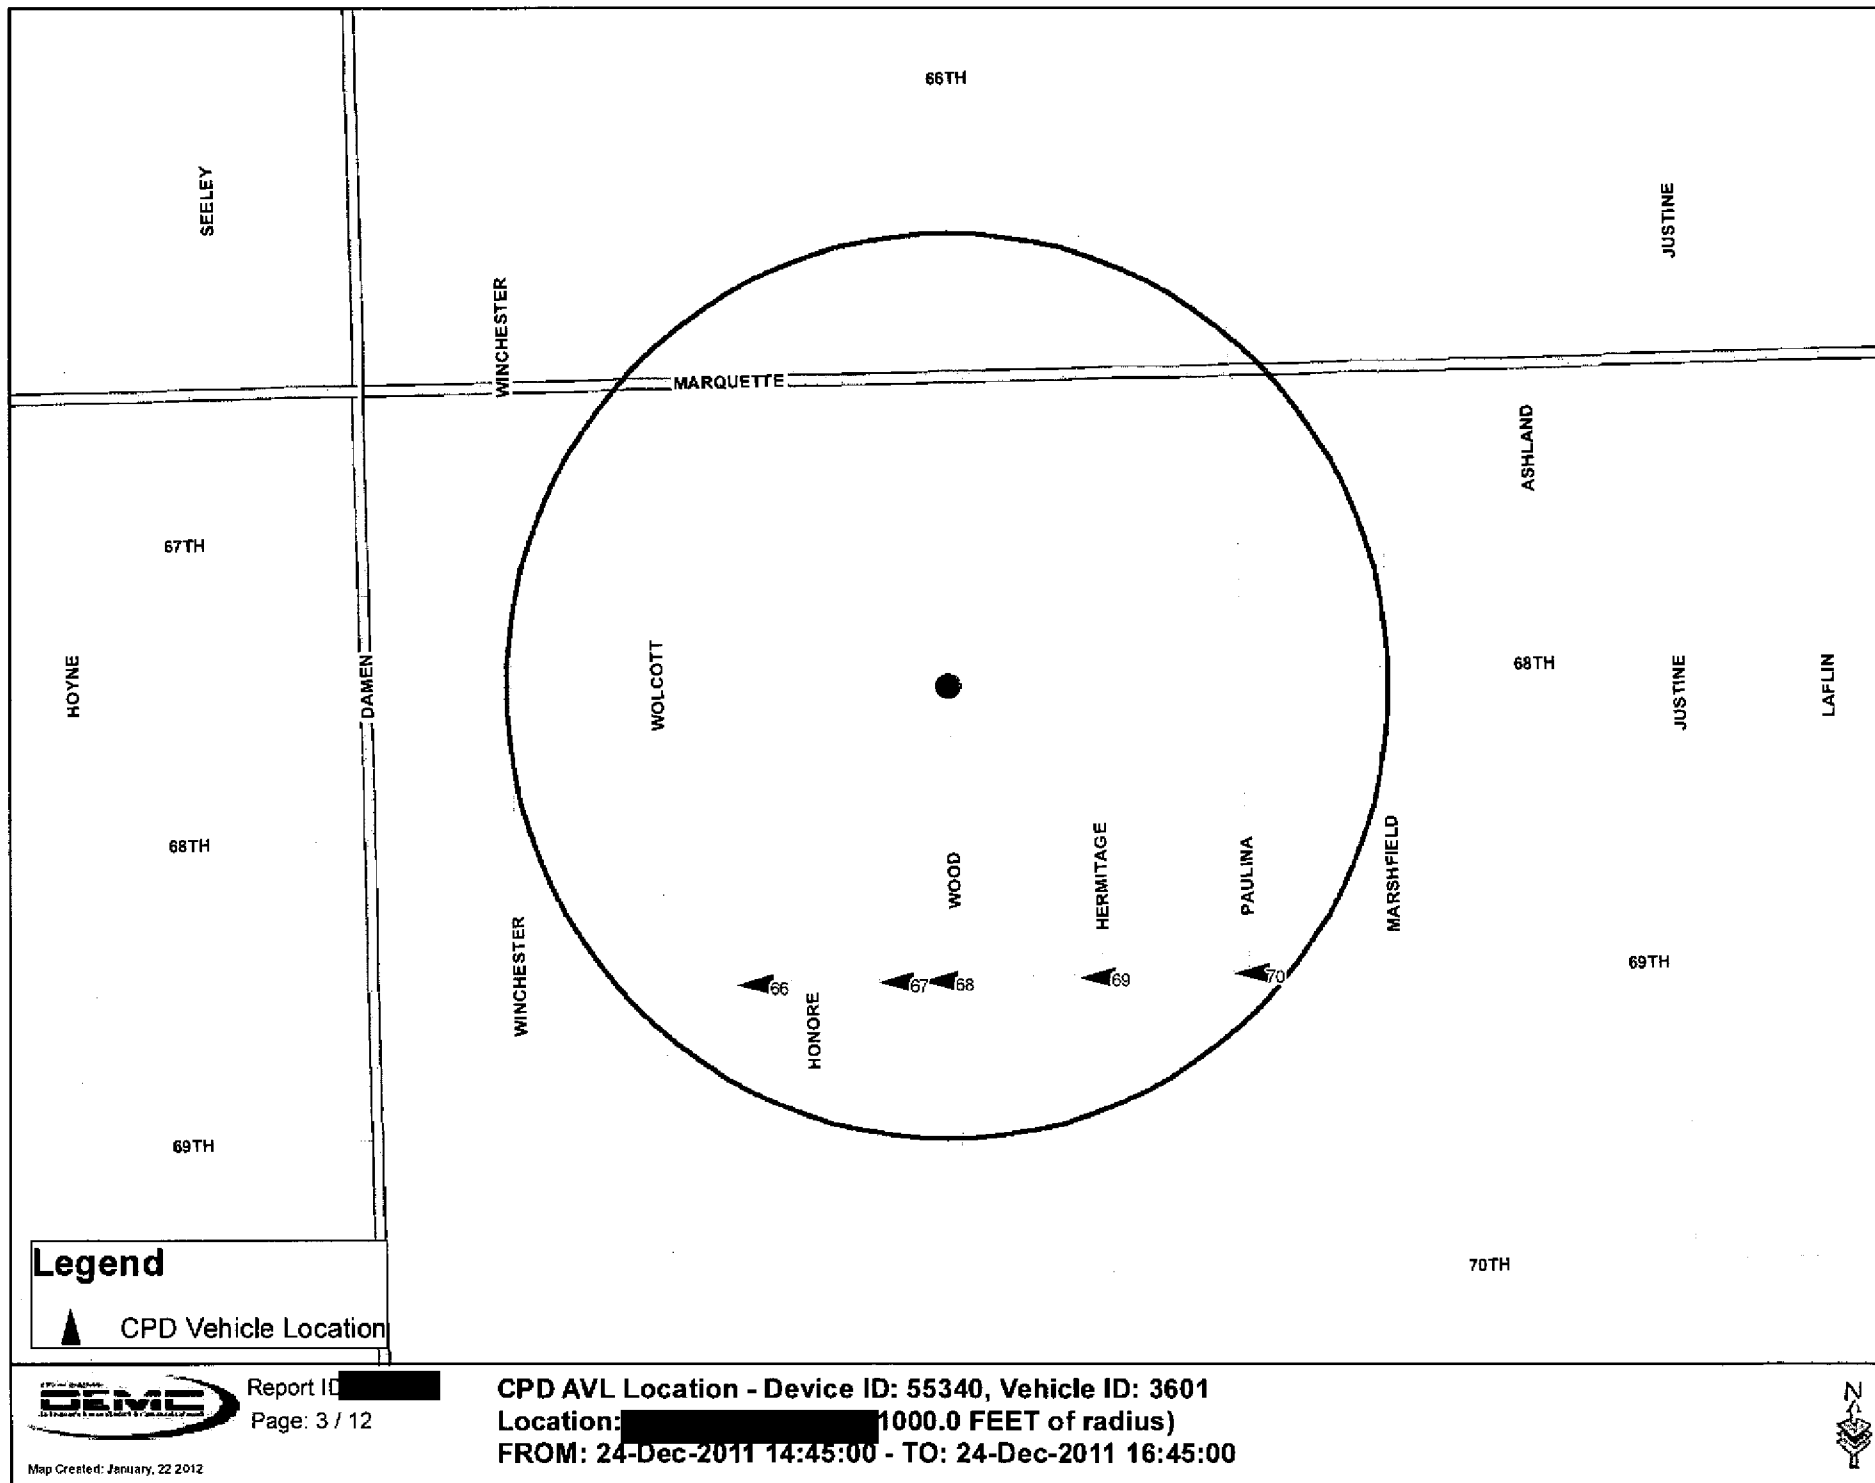 66TH
SEELEY
JUSTINE
WINCHESTER
MARQUETTE
ASHLAND
67TH
HOYNE
DAMEN
WOLCOTT
68TH
JUSTINE
LAFLIN
68TH
WOOD
HERMITAGE
PAULINA
MARSHFIELD
WINCHESTER
69TH
66
67
68
69
70
HONORE
69TH
70TH
Legend
CPD Vehicle Location
OEMC
Report ID
Page: 3 / 12
CPD AVL Location - Device ID: 55340, Vehicle ID: 3601
Location: 1000.0 FEET of radius)
FROM: 24-Dec-2011 14:45:00 - TO: 24-Dec-2011 16:45:00
Map Created: January, 22 2012
N